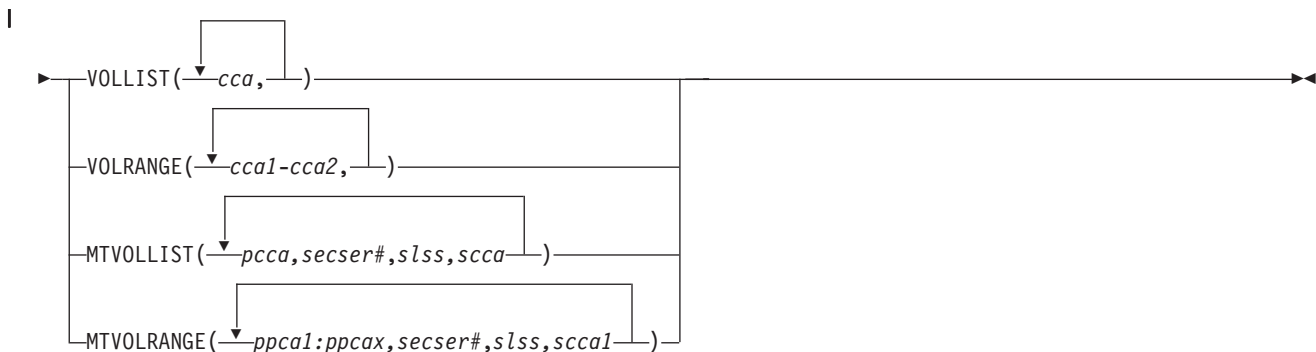 VOLLIST(cca,)
VOLRANGE(cca1-cca2,)
MTVOLLIST(pcca,secser#,slss,scca)
MTVOLRANGE(ppca1:ppcax,secser#,slss,scca1)